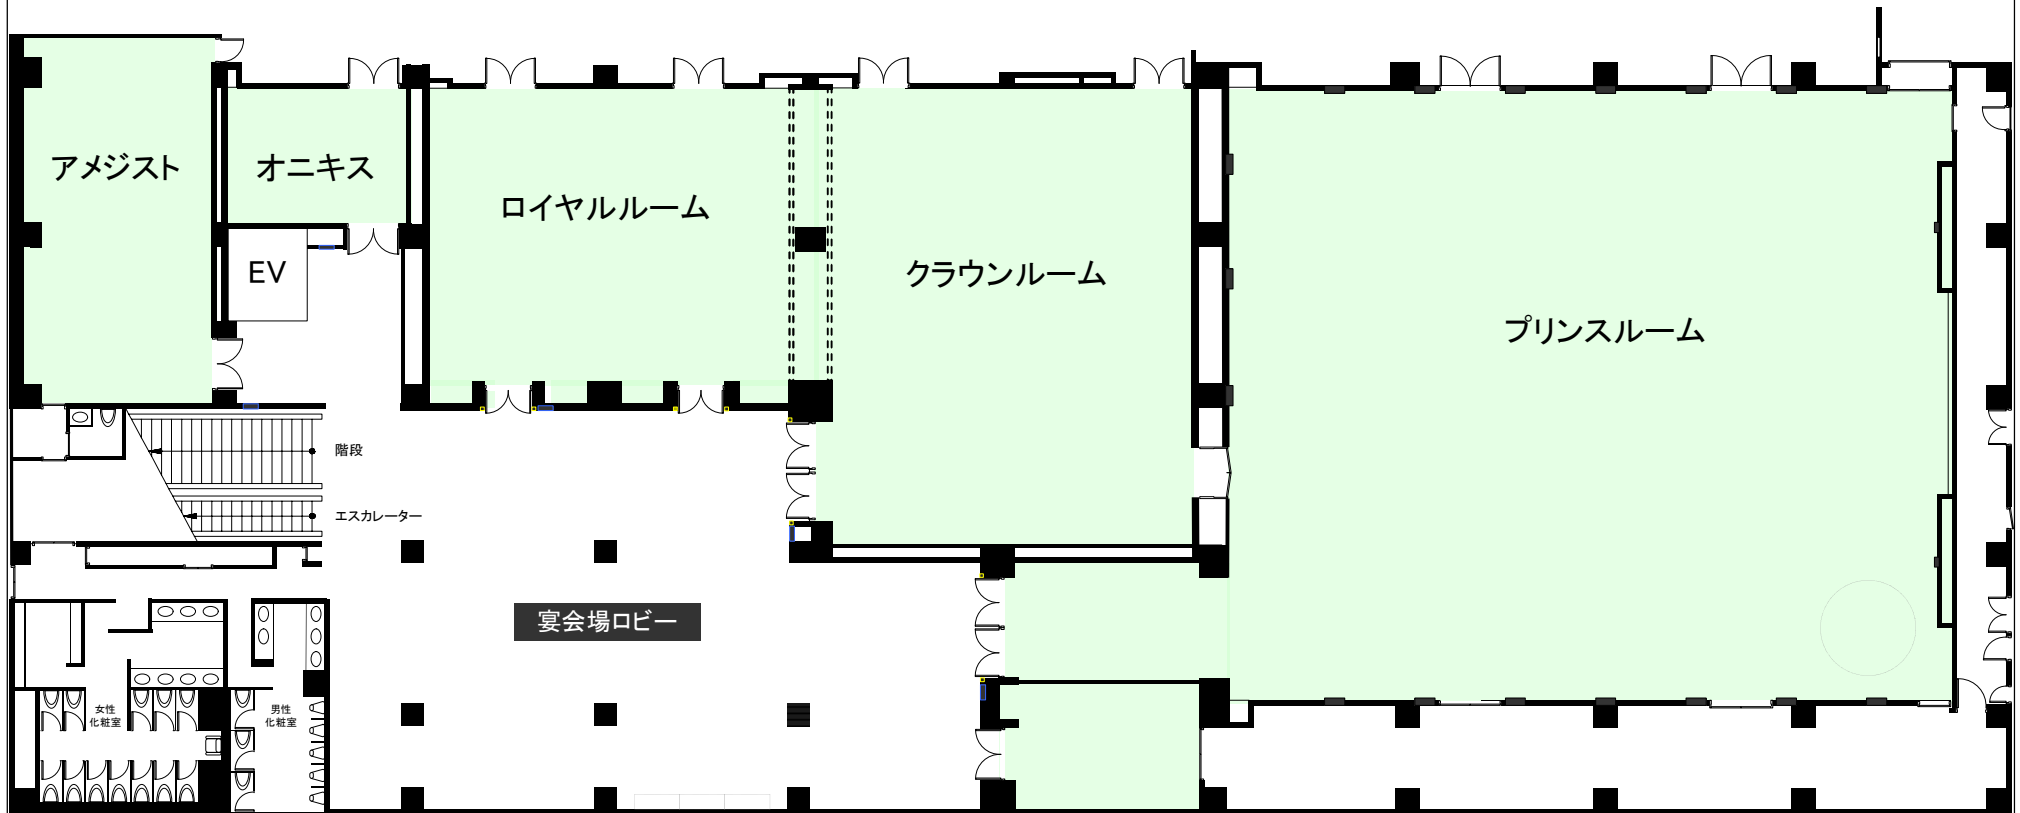 アメジスト
オニキス
ロイヤルルーム
EV
クラウンルーム
プリンスルーム
階段
エスカレーター
宴会場ロビー
女性
化粧室
男性
化粧室